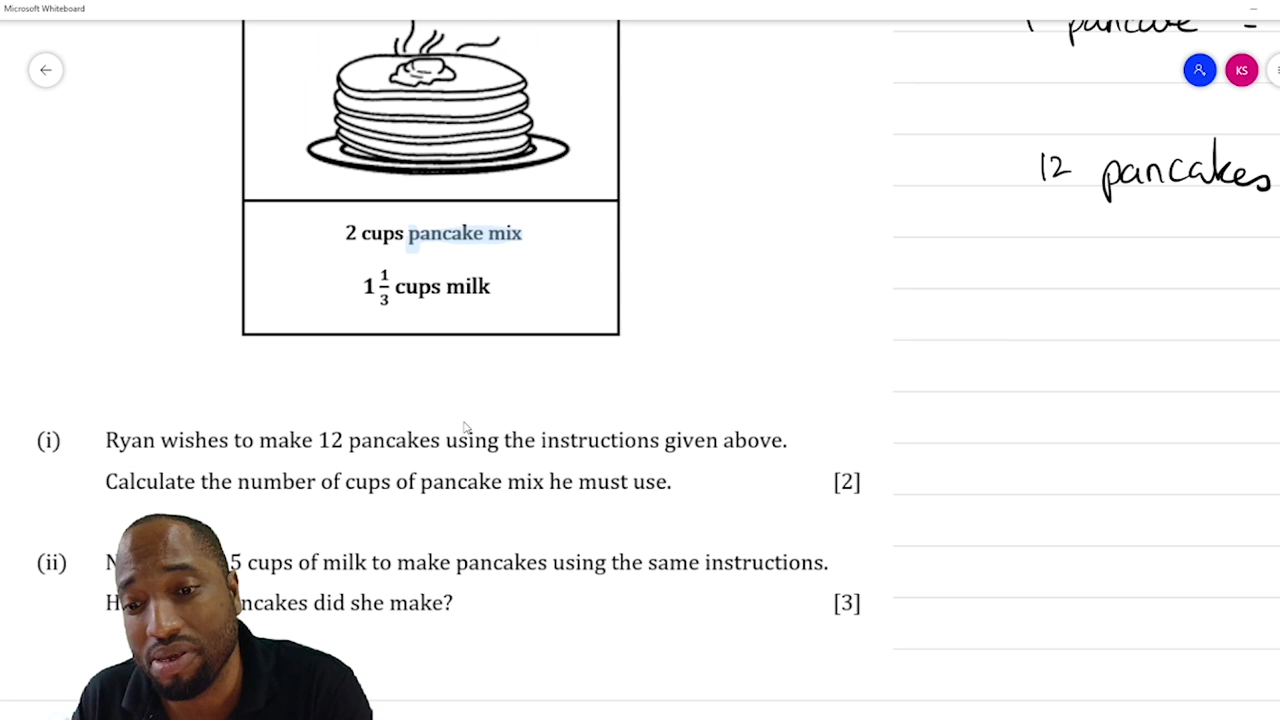 Microsoft Whiteboard
1 pancake =
KS
12 pancakes
2 cups pancake mix
1 1/3 cups milk
(i) Ryan wishes to make 12 pancakes using the instructions given above.
Calculate the number of cups of pancake mix he must use. [2]
(ii) 5 cups of milk to make pancakes using the same instructions.
did she make? [3]